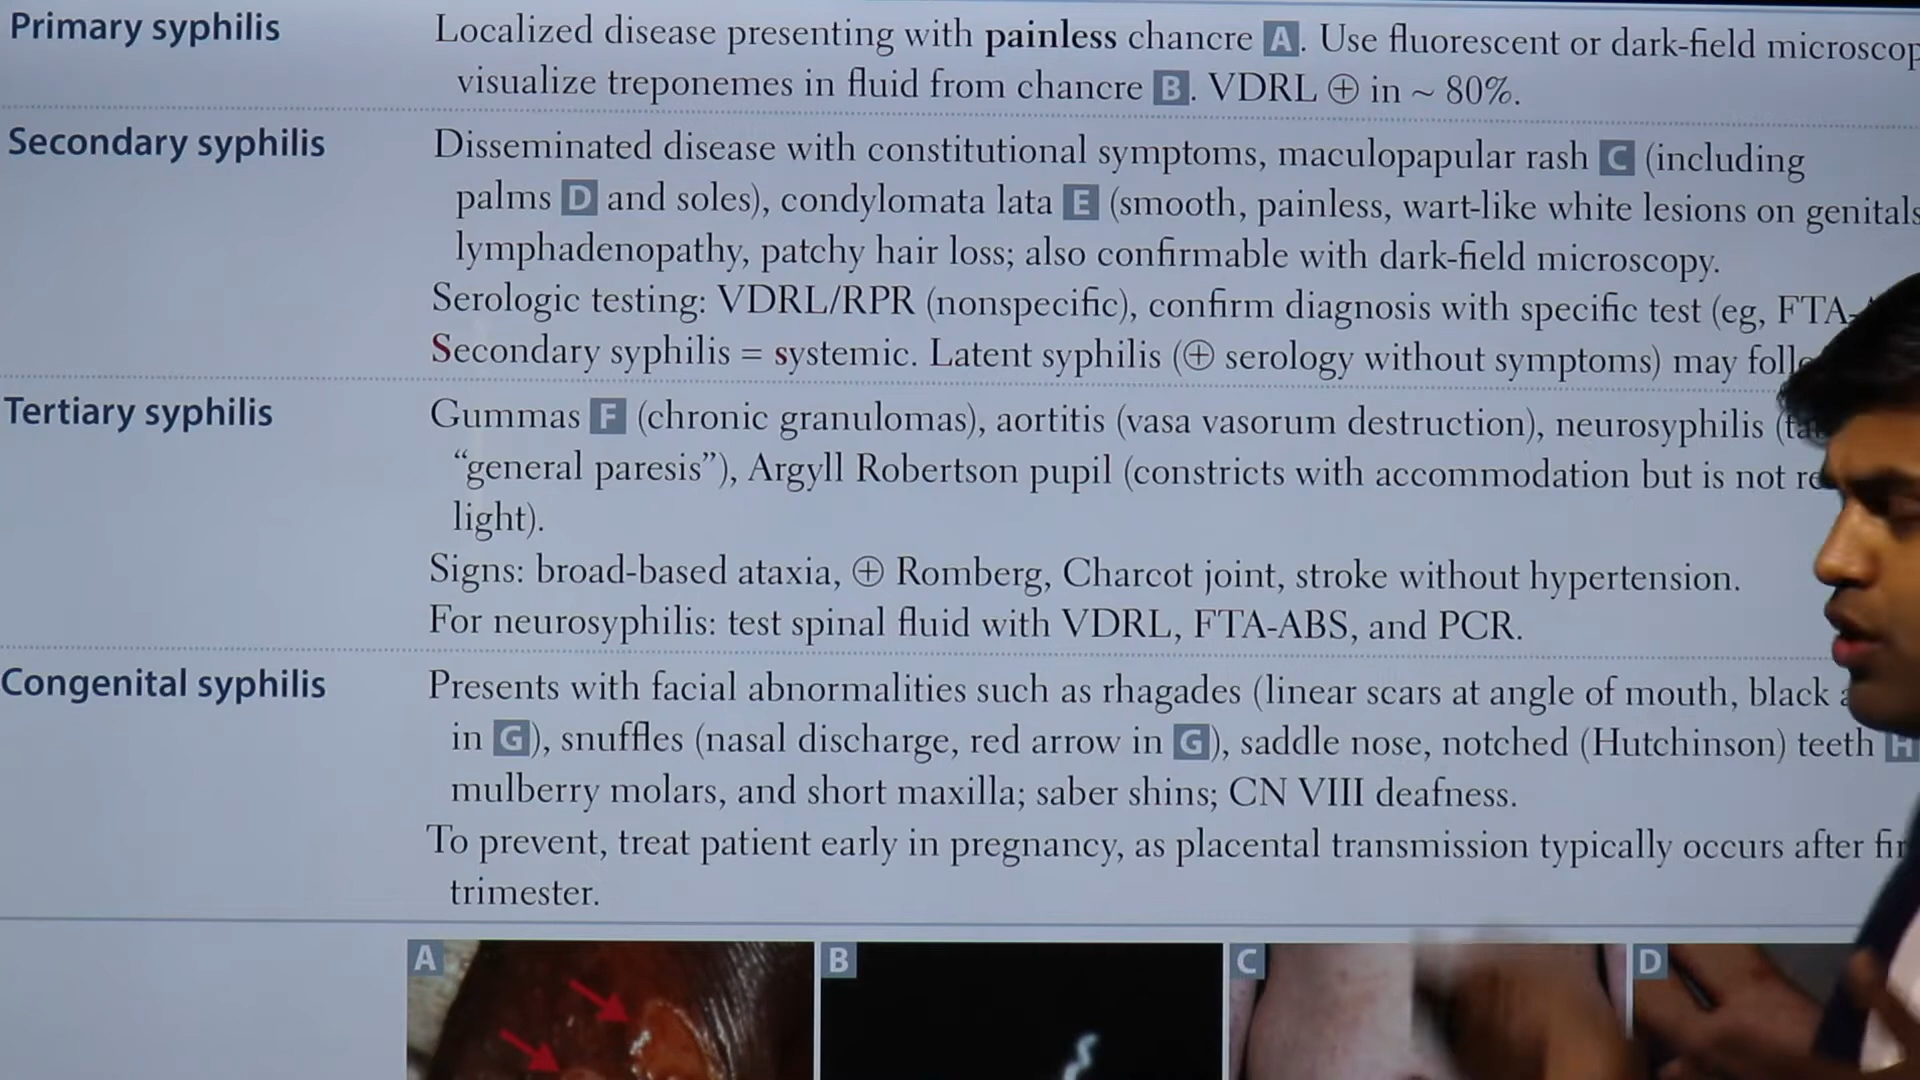 Primary syphilis
Localized disease presenting with painless chancre A. Use fluorescent or dark-field
visualize treponemes in fluid from chancre B. VDRL ⊕ in ~ 80%.
Secondary syphilis
Disseminated disease with constitutional symptoms, maculopapular rash C (including
palms D and soles), condylomata lata E (smooth, painless, wart-like white lesions on genitals
lymphadenopathy, patchy hair loss; also confirmable with dark-field microscopy.
Serologic testing: VDRL/RPR (nonspecific), confirm diagnosis with specific test (eg, FTA-
Secondary syphilis = systemic. Latent syphilis (⊕ serology without symptoms) may
Tertiary syphilis
Gummas F (chronic granulomas), aortitis (vasa vasorum destruction), neurosyphilis
“general paresis”), Argyll Robertson pupil (constricts with accommodation but is not
light).
Signs: broad-based ataxia, ⊕ Romberg, Charcot joint, stroke without hypertension.
For neurosyphilis: test spinal fluid with VDRL, FTA-ABS, and PCR.
Congenital syphilis
Presents with facial abnormalities such as rhagades (linear scars at angle of mouth, black
in G), snuffles (nasal discharge, red arrow in G), saddle nose, notched (Hutchinson) teeth H
mulberry molars, and short maxilla; saber shins; CN VIII deafness.
To prevent, treat patient early in pregnancy, as placental transmission typically occurs after
trimester.
A B C D